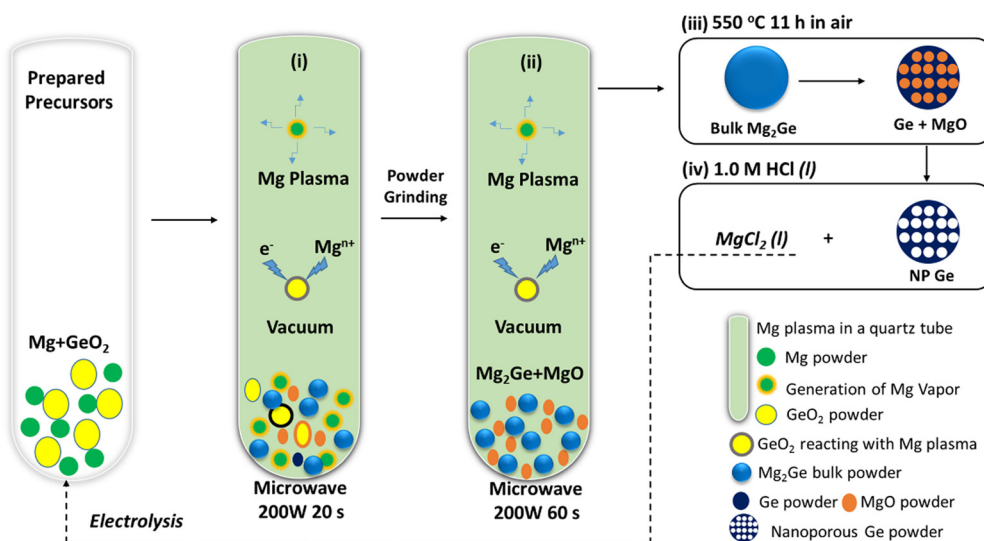 Prepared
Precursors
Mg+GeO₂
Electrolysis
(i)
Mg Plasma
e⁻
Mgⁿ⁺
Vacuum
Microwave
200W 20 s
Powder
Grinding
(ii)
Mg Plasma
e⁻
Mgⁿ⁺
Vacuum
Mg₂Ge+MgO
Microwave
200W 60 s
(iii) 550 °C 11 h in air
Bulk Mg₂Ge
Ge + MgO
(iv) 1.0 M HCl (l)
MgCl₂ (l)
+
NP Ge
Mg plasma in a quartz tube
Mg powder
Generation of Mg Vapor
GeO₂ powder
GeO₂ reacting with Mg plasma
Mg₂Ge bulk powder
Ge powder
MgO powder
Nanoporous Ge powder